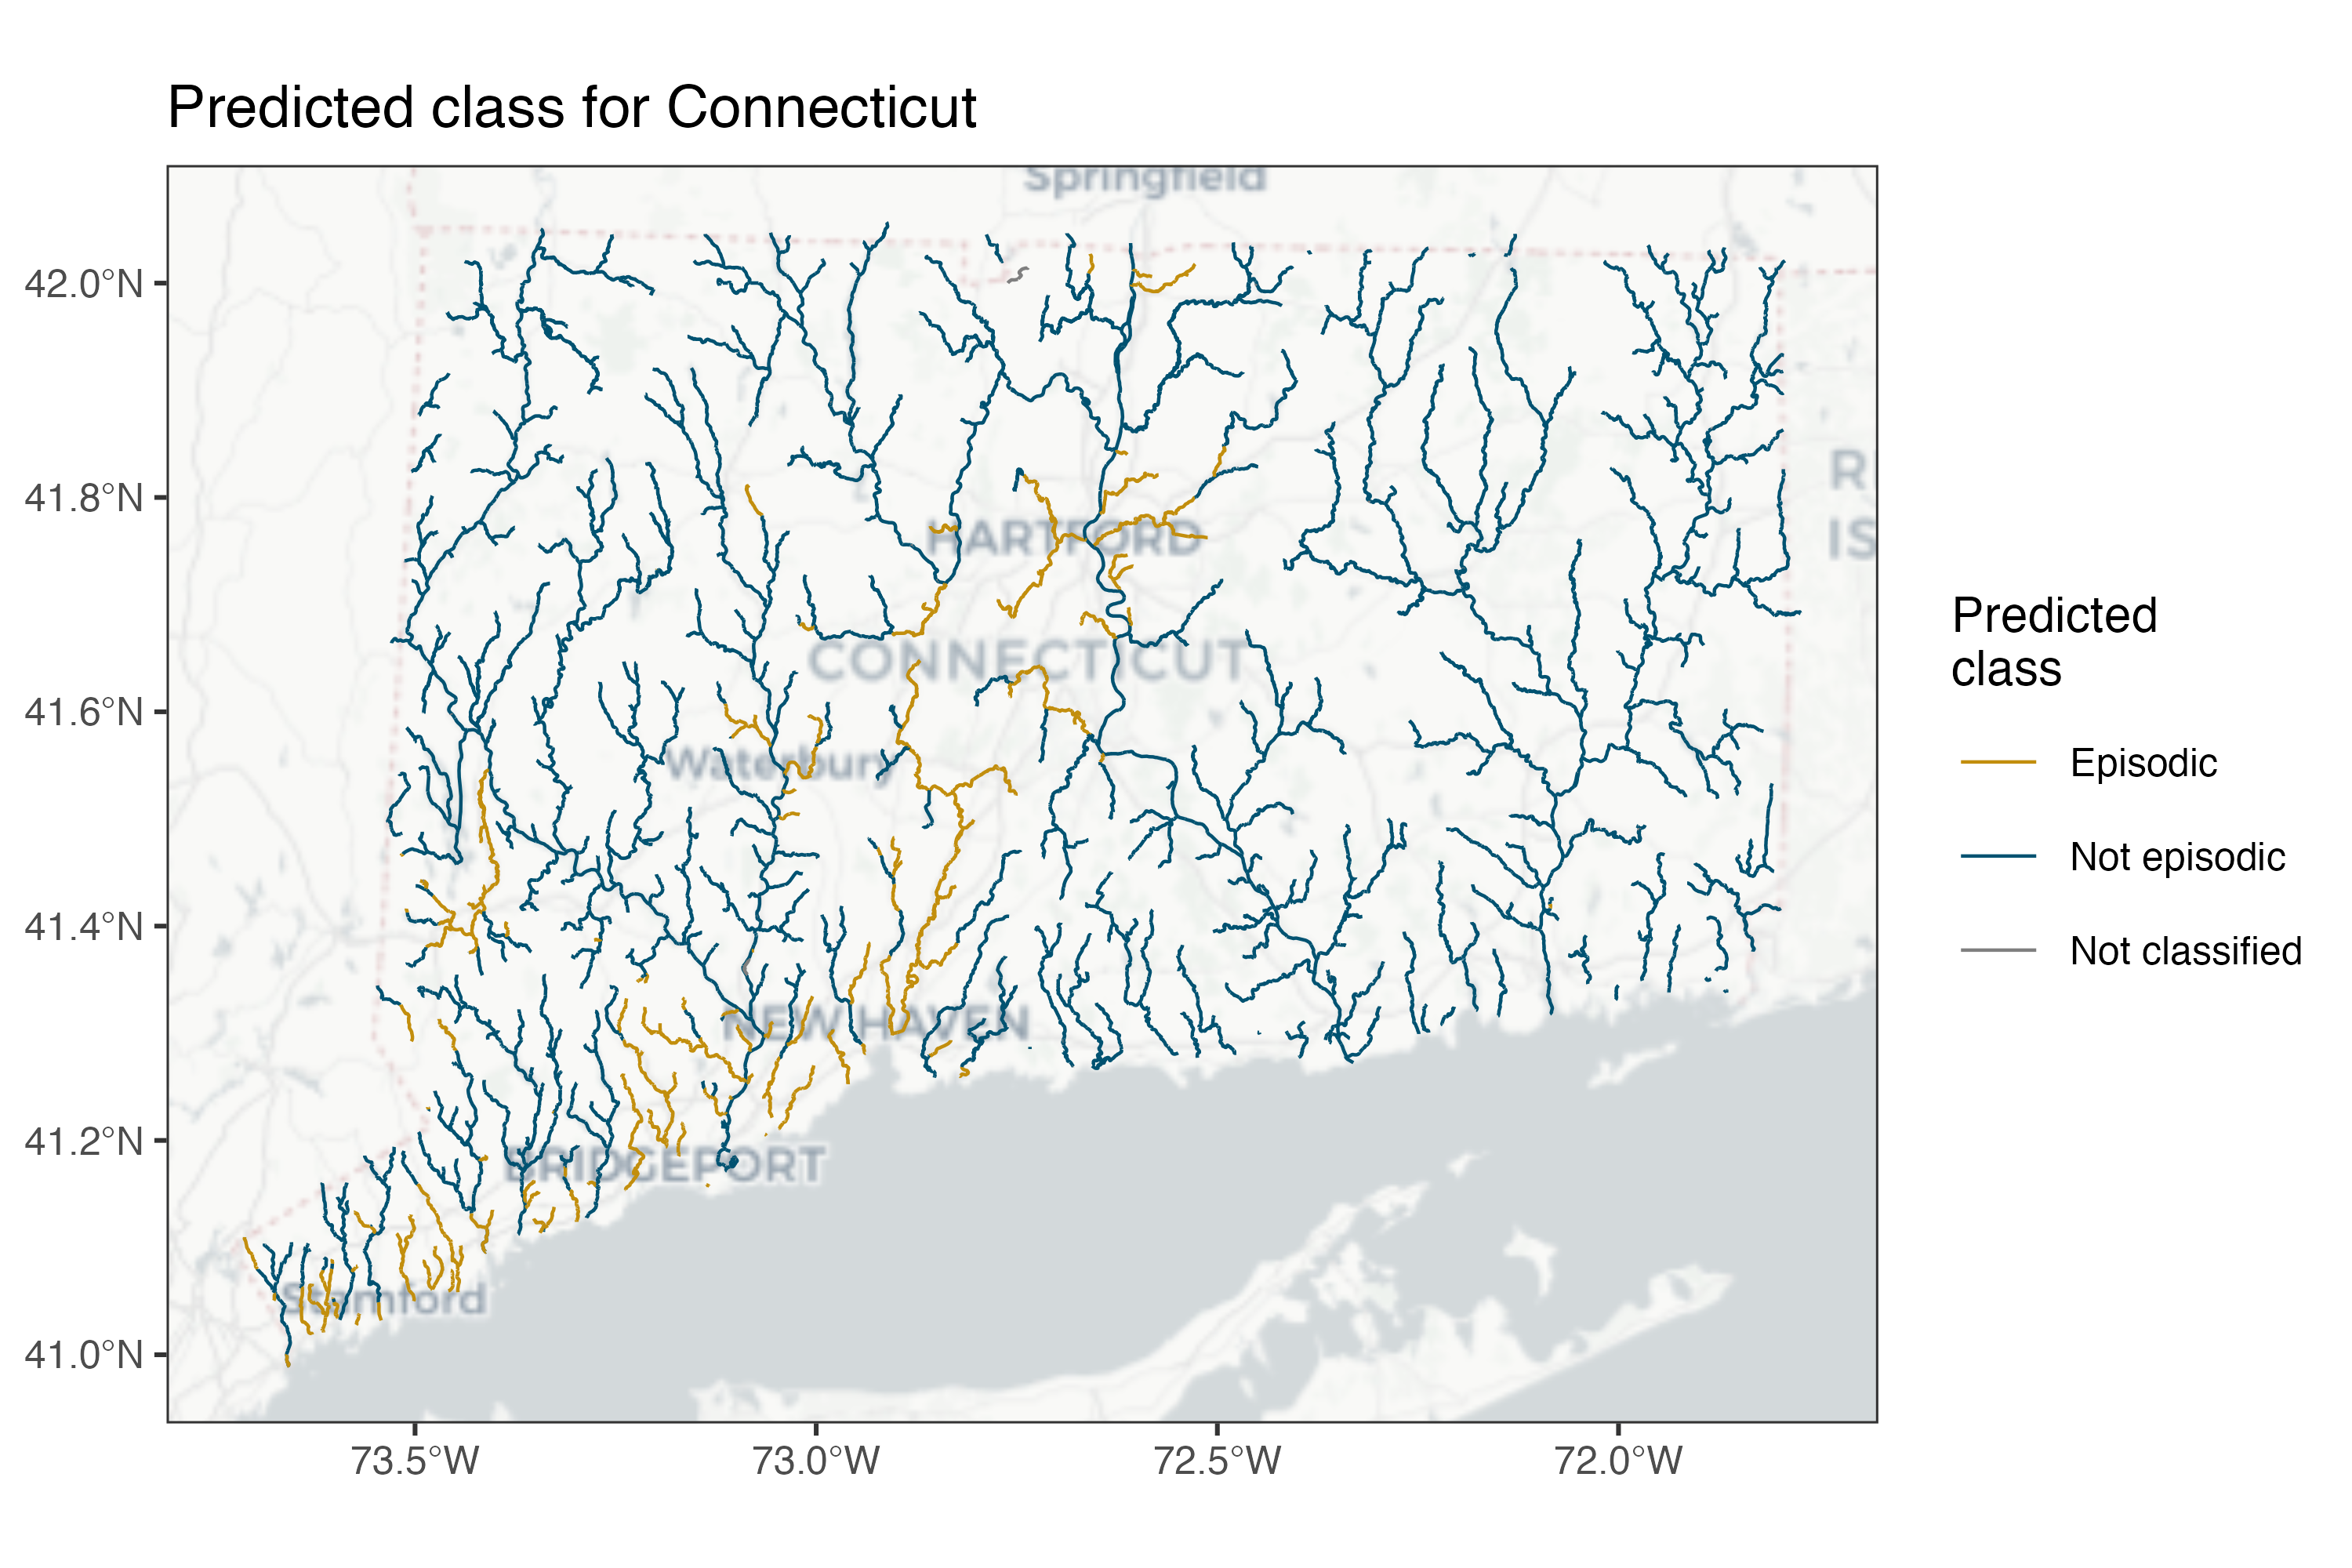 Predicted class for Connecticut
Springfield
42.0°N
41.8°N
41.6°N
41.4°N
41.2°N
41.0°N
R
IS
HARTFORD
CONNECTICUT
Waterbury
NEW HAVEN
BRIDGEPORT
Stamford
73.5°W
73.0°W
72.5°W
72.0°W
Predicted
class
Episodic
Not episodic
Not classified